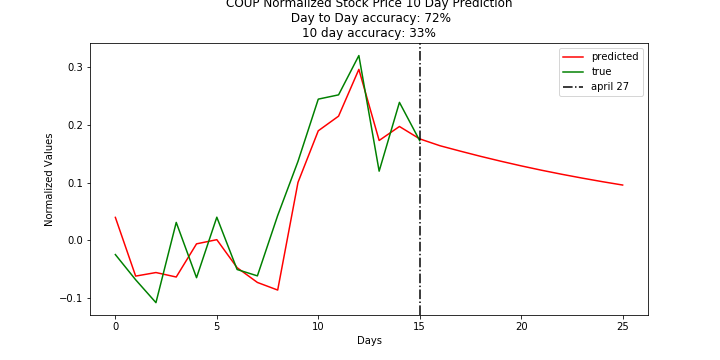 COUP Normalized Stock Price 10 Day Prediction
Day to Day accuracy: 72%
10 day accuracy: 33%
predicted
true
april 27
Normalized Values
0.3
0.2
0.1
0.0
−0.1
0
5
10
15
20
25
Days